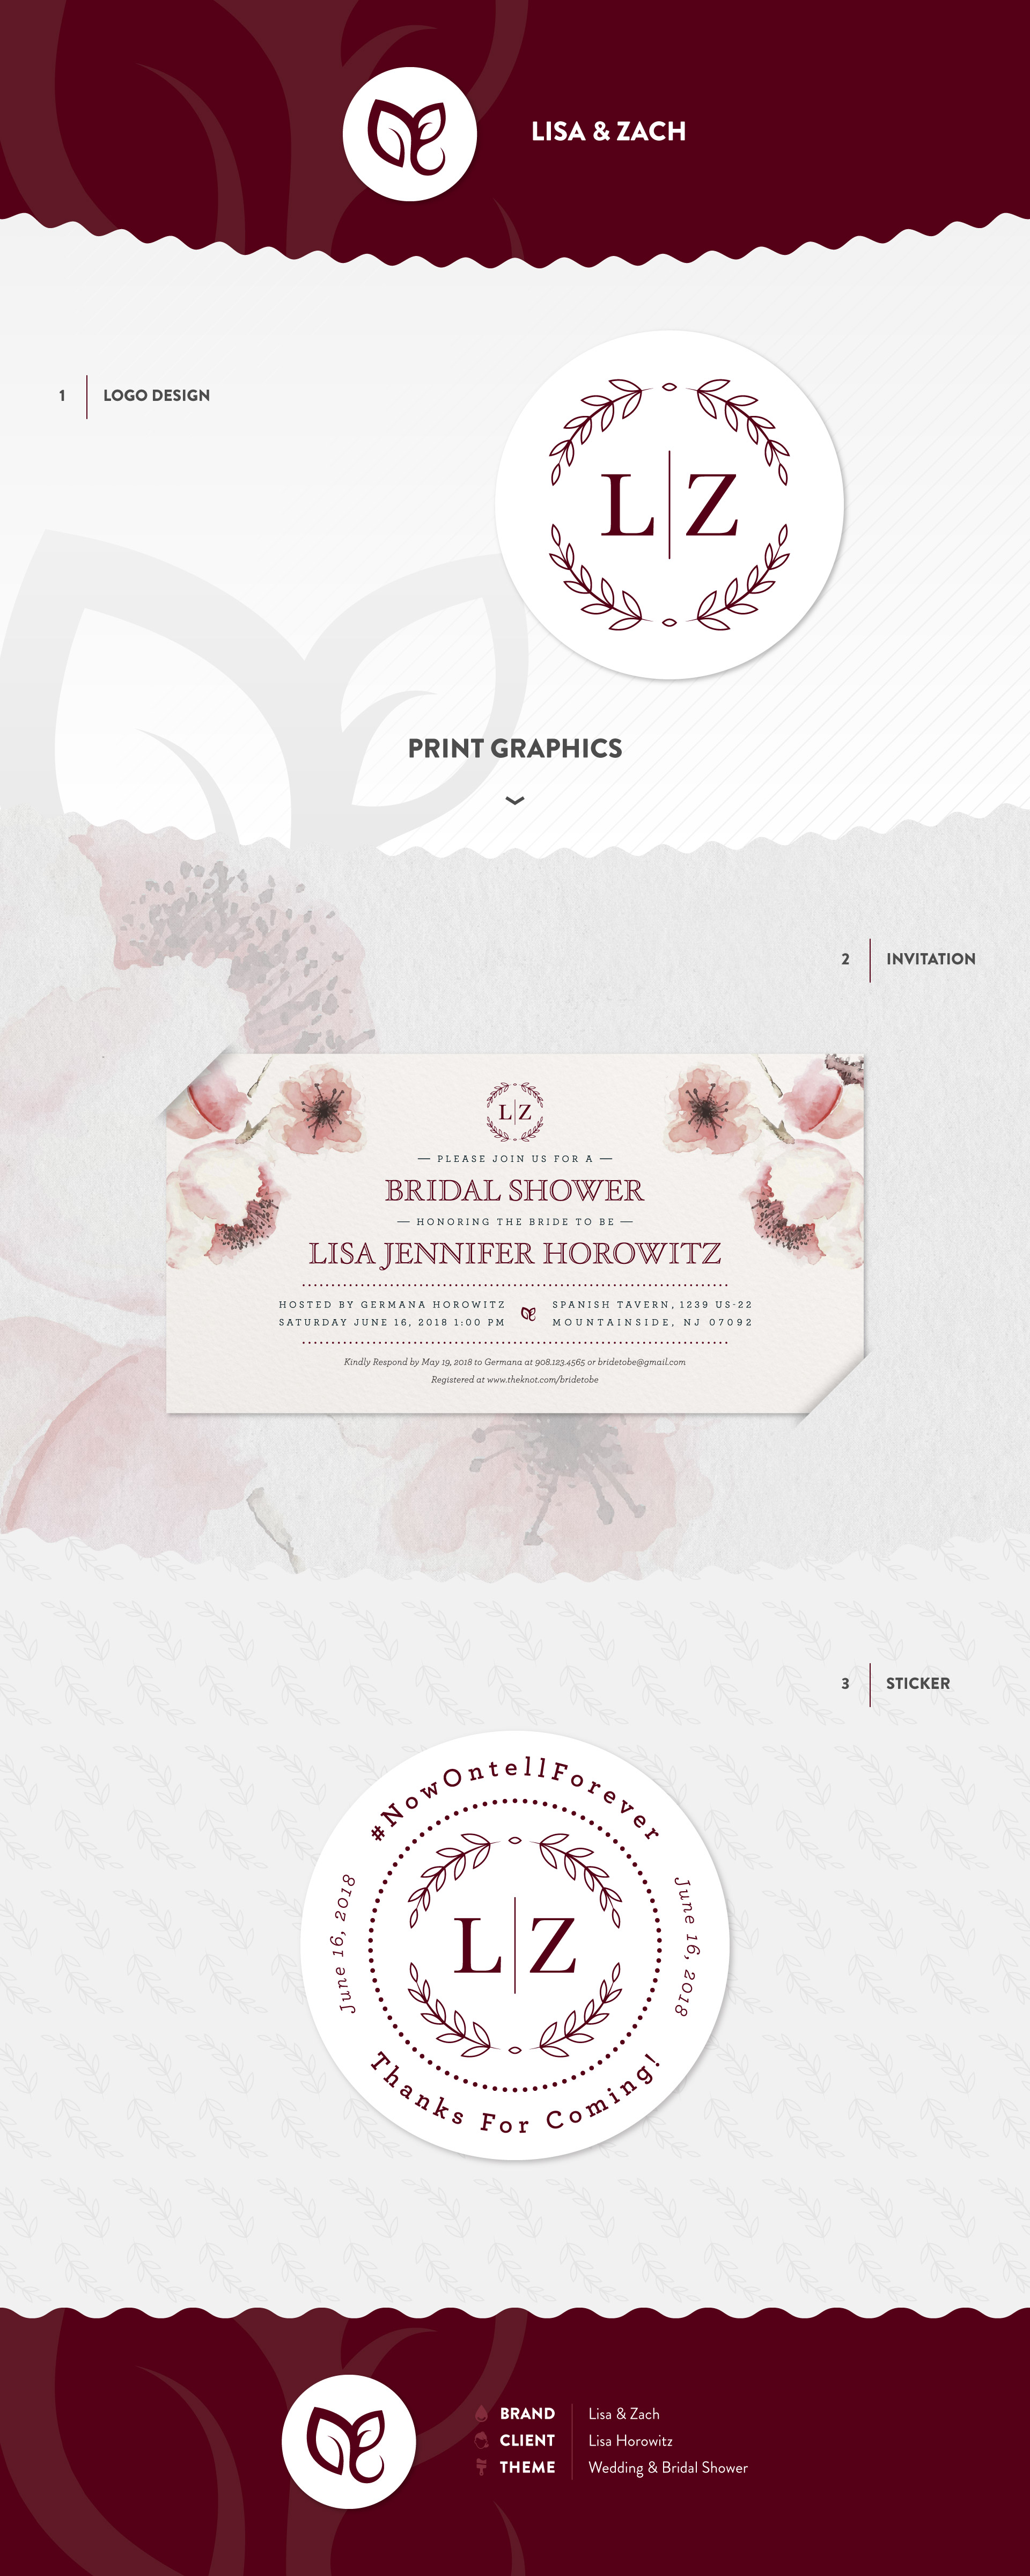 LISA & ZACH
1 LOGO DESIGN
L|Z
PRINT GRAPHICS
2 INVITATION
L|Z
— PLEASE JOIN US FOR A —
BRIDAL SHOWER
— HONORING THE BRIDE TO BE —
LISA JENNIFER HOROWITZ
HOSTED BY GERMANA HOROWITZ
SATURDAY JUNE 16, 2018 1:00 PM
SPANISH TAVERN, 1239 US-22
MOUNTAINSIDE, NJ 07092
Kindly Respond by May 19, 2018 to Germana at 908.123.4565 or bridetobe@gmail.com
Registered at www.theknot.com/bridetobe
3 STICKER
#NowOntellForever
June 16, 2018
L|Z
June 16, 2018
Thanks For Coming!
BRAND Lisa & Zach
CLIENT Lisa Horowitz
THEME Wedding & Bridal Shower